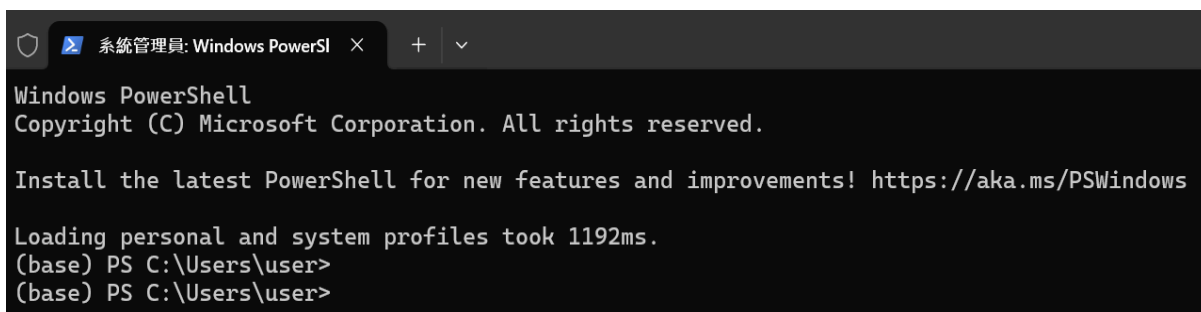 系統管理員: Windows PowerSl
Windows PowerShell
Copyright (C) Microsoft Corporation. All rights reserved.
Install the latest PowerShell for new features and improvements! https://aka.ms/PSWindows
Loading personal and system profiles took 1192ms.
(base) PS C:\Users\user>
(base) PS C:\Users\user>